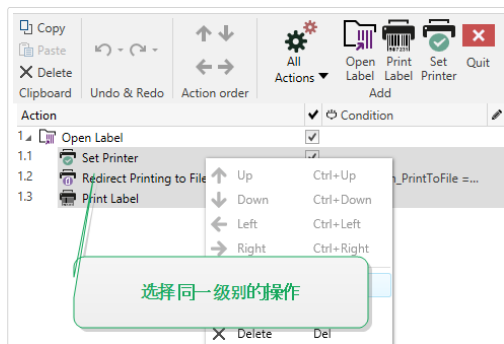 Copy
Paste
Delete
Clipboard
Undo & Redo
Action order
All
Actions
Open
Label
Print
Label
Set
Printer
Quit
Add
Action
Condition
1 Open Label
1.1 Set Printer
1.2 Redirect Printing to File
n_PrintToFile =...
1.3 Print Label
Up Ctrl+Up
Down Ctrl+Down
Left Ctrl+Left
Right Ctrl+Right
选择同一级别的操作
Delete Del